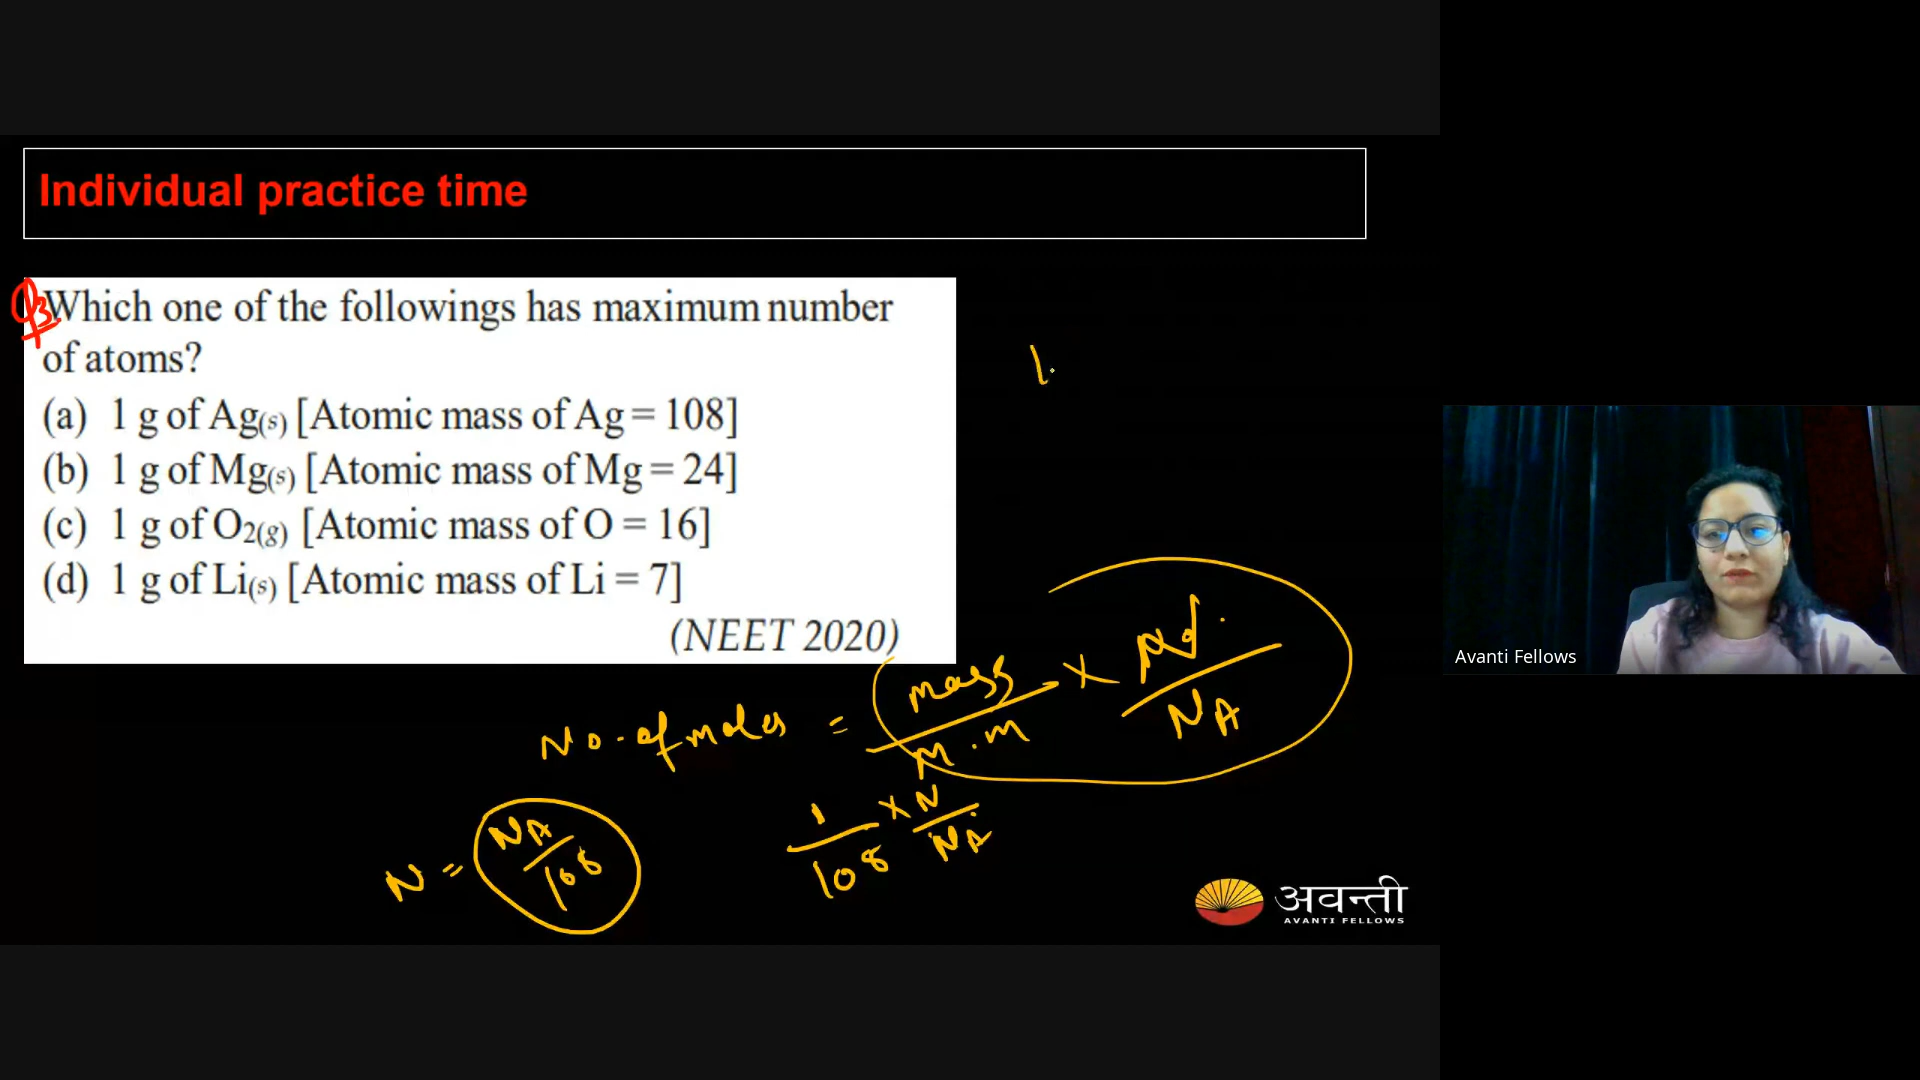 Individual practice time
Q3
Which one of the followings has maximum number
of atoms?
(a) 1 g of Ag(s) [Atomic mass of Ag = 108]
(b) 1 g of Mg(s) [Atomic mass of Mg = 24]
(c) 1 g of O2(g) [Atomic mass of O = 16]
(d) 1 g of Li(s) [Atomic mass of Li = 7]
(NEET 2020)
1.
No. of moles = mass / M.m × / NA
1/108 × N/NA
N = NA/108
अवन्ती
AVANTI FELLOWS
Avanti Fellows